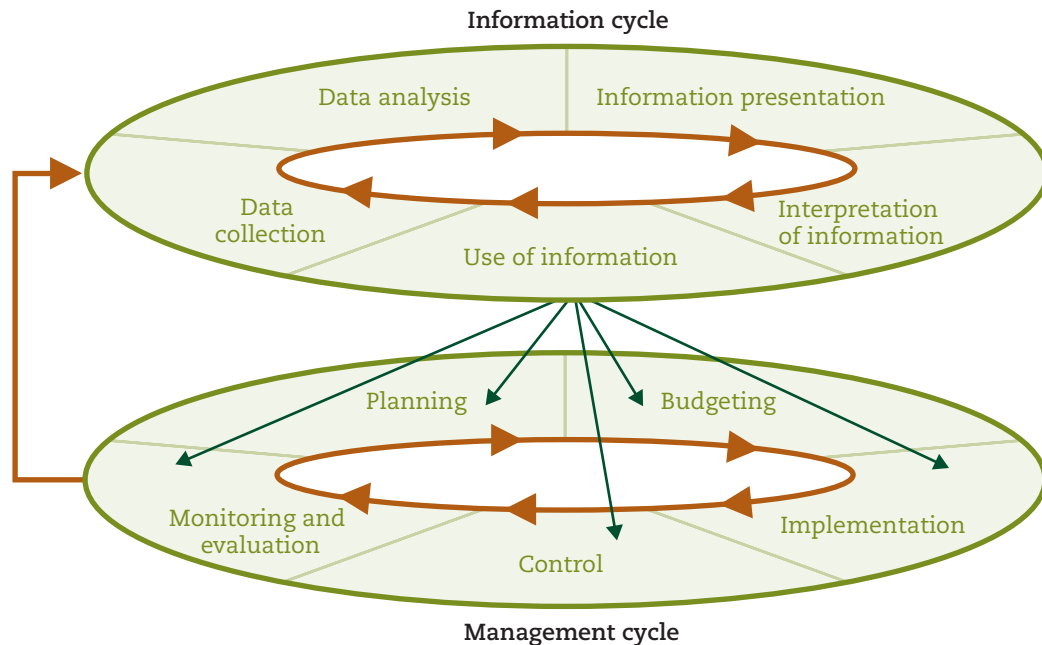 Information cycle
Data analysis
Information presentation
Data
collection
Interpretation
of information
Use of information
Planning
Budgeting
Monitoring and
evaluation
Implementation
Control
Management cycle